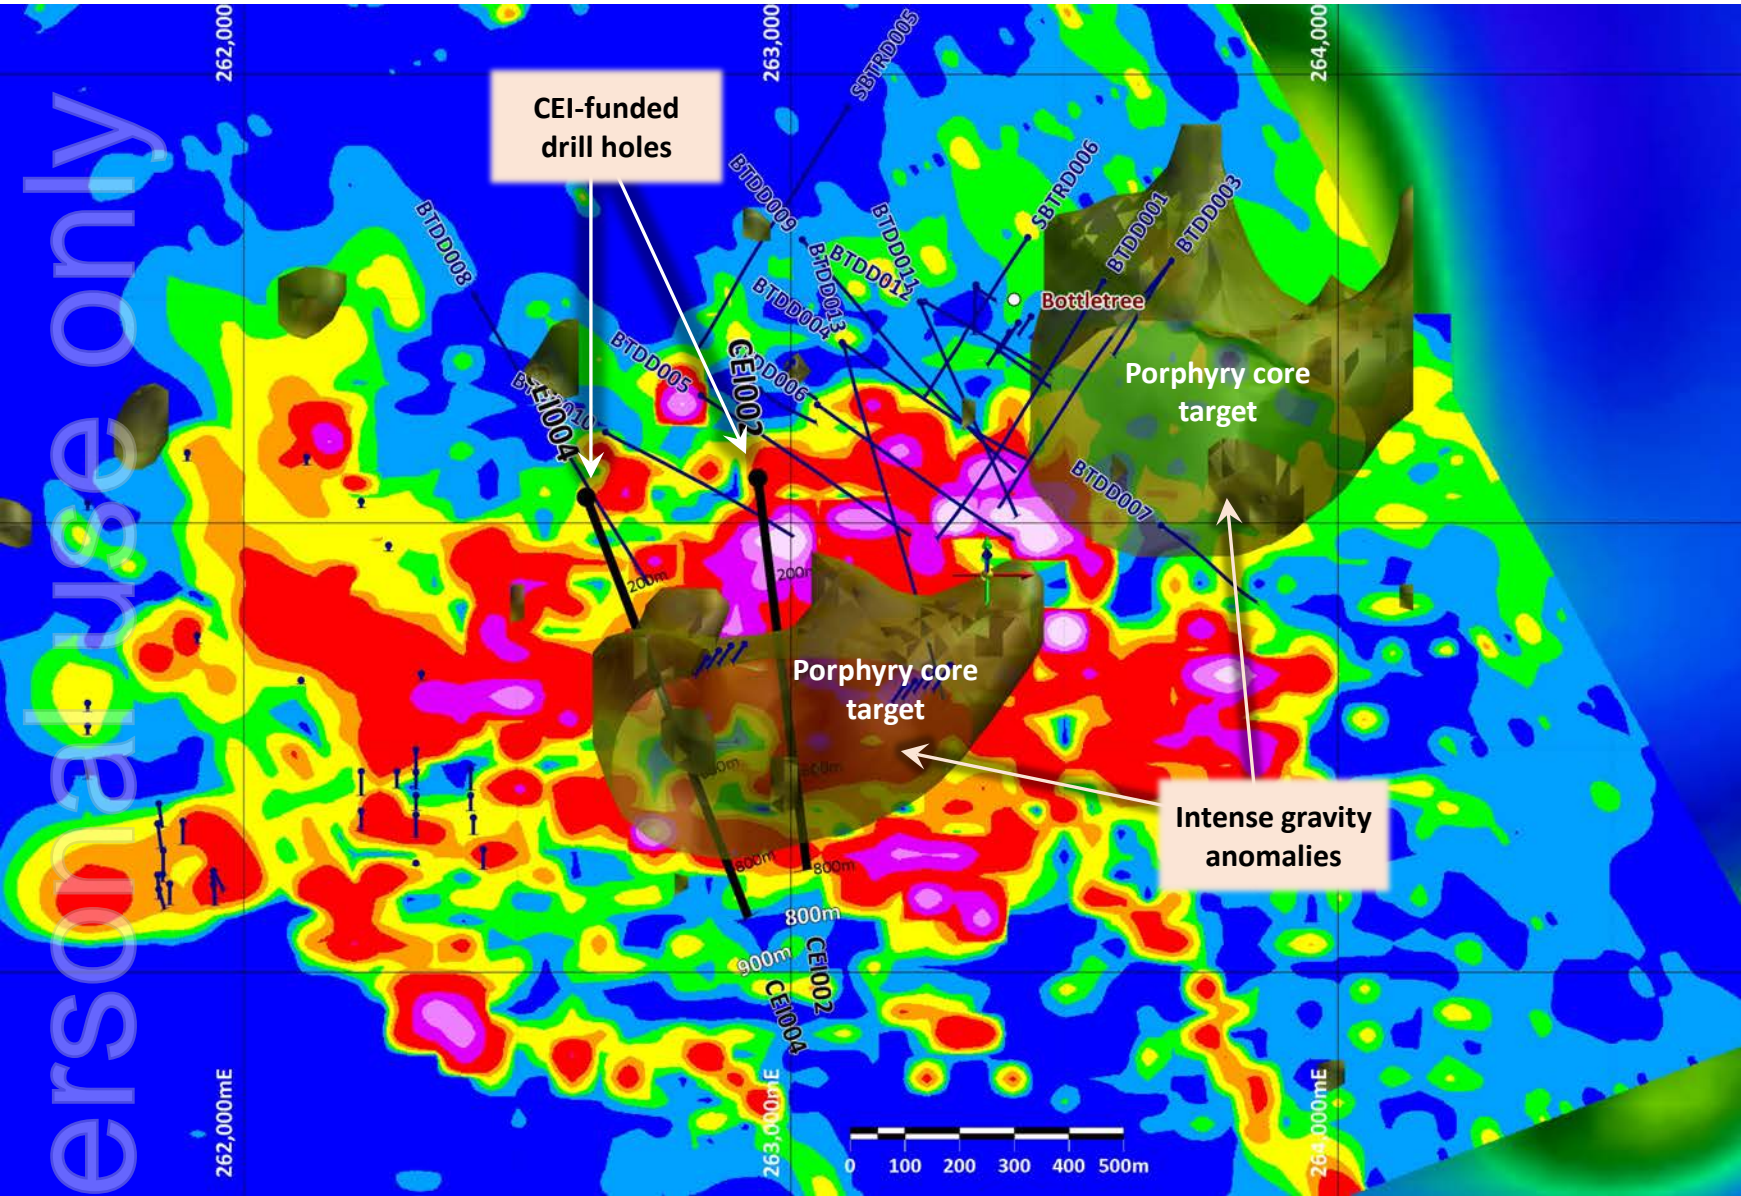 ersonal use only
262,000
263,000
264,000
SBTRD005
CEI-funded
drill holes
BTDD009
SBTRD006
BTDD001
BTDD003
BTDD008
BTDD011
BTDD012
BTDD013
BTDD004
Bottletree
BTDD005
CEI002
DD006
Porphyry core
target
CEI004
BTDD007
200m
200m
Porphyry core
target
Intense gravity
anomalies
800m
800m
800m
900m
CEI002
CEI004
262,000mE
263,000mE
264,000mE
0 100 200 300 400 500m